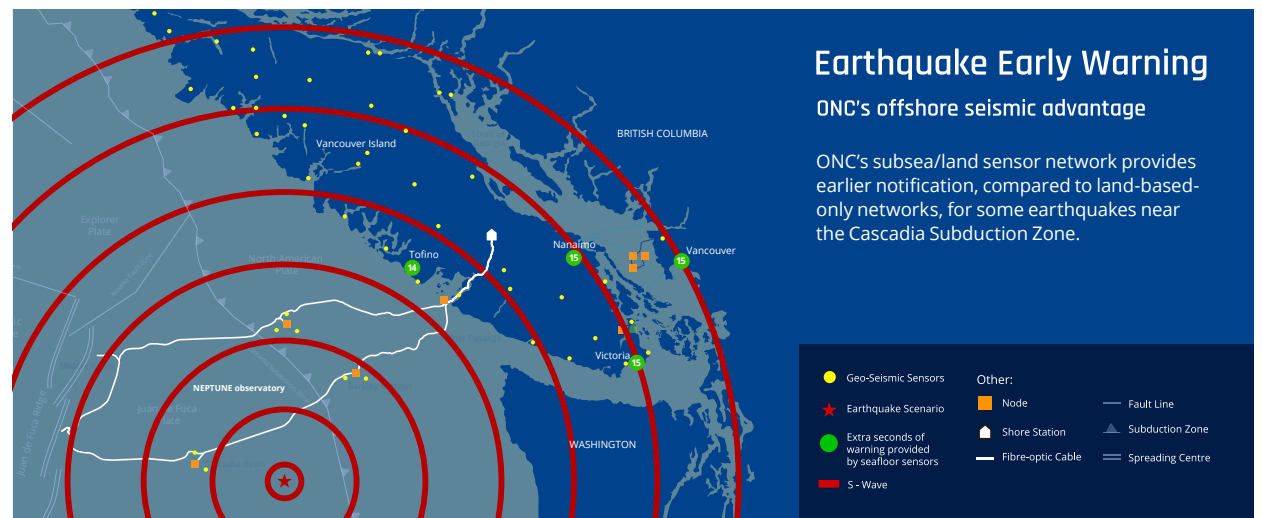 Earthquake Early Warning
ONC's offshore seismic advantage
ONC's subsea/land sensor network provides
earlier notification, compared to land-based-
only networks, for some earthquakes near
the Cascadia Subduction Zone.
BRITISH COLUMBIA
Vancouver Island
Explorer
Plate
North American
Plate
Tofino
14
Nanaimo
15
Vancouver
15
Victoria
15
NEPTUNE observatory
Juan de Fuca
Plate
Juan de Fuca Ridge
WASHINGTON
Geo-Seismic Sensors
Earthquake Scenario
Extra seconds of
warning provided
by seafloor sensors
S - Wave
Other:
Node
Shore Station
Fibre-optic Cable
Fault Line
Subduction Zone
Spreading Centre